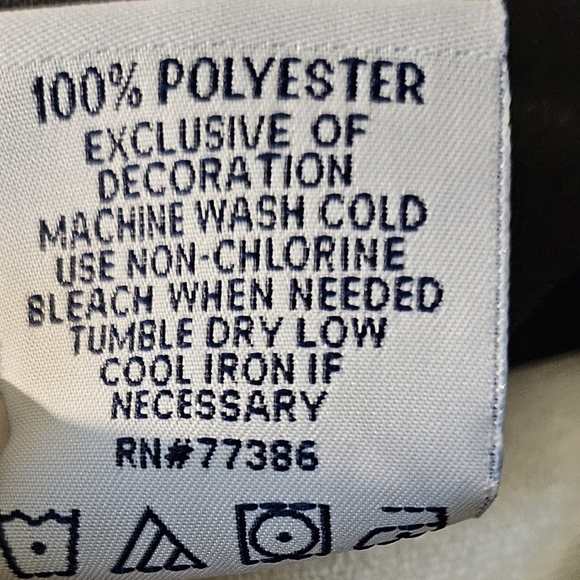 100% POLYESTER
EXCLUSIVE OF
DECORATION
MACHINE WASH COLD
USE NON-CHLORINE
BLEACH WHEN NEEDED
TUMBLE DRY LOW
COOL IRON IF
NECESSARY
RN#77386